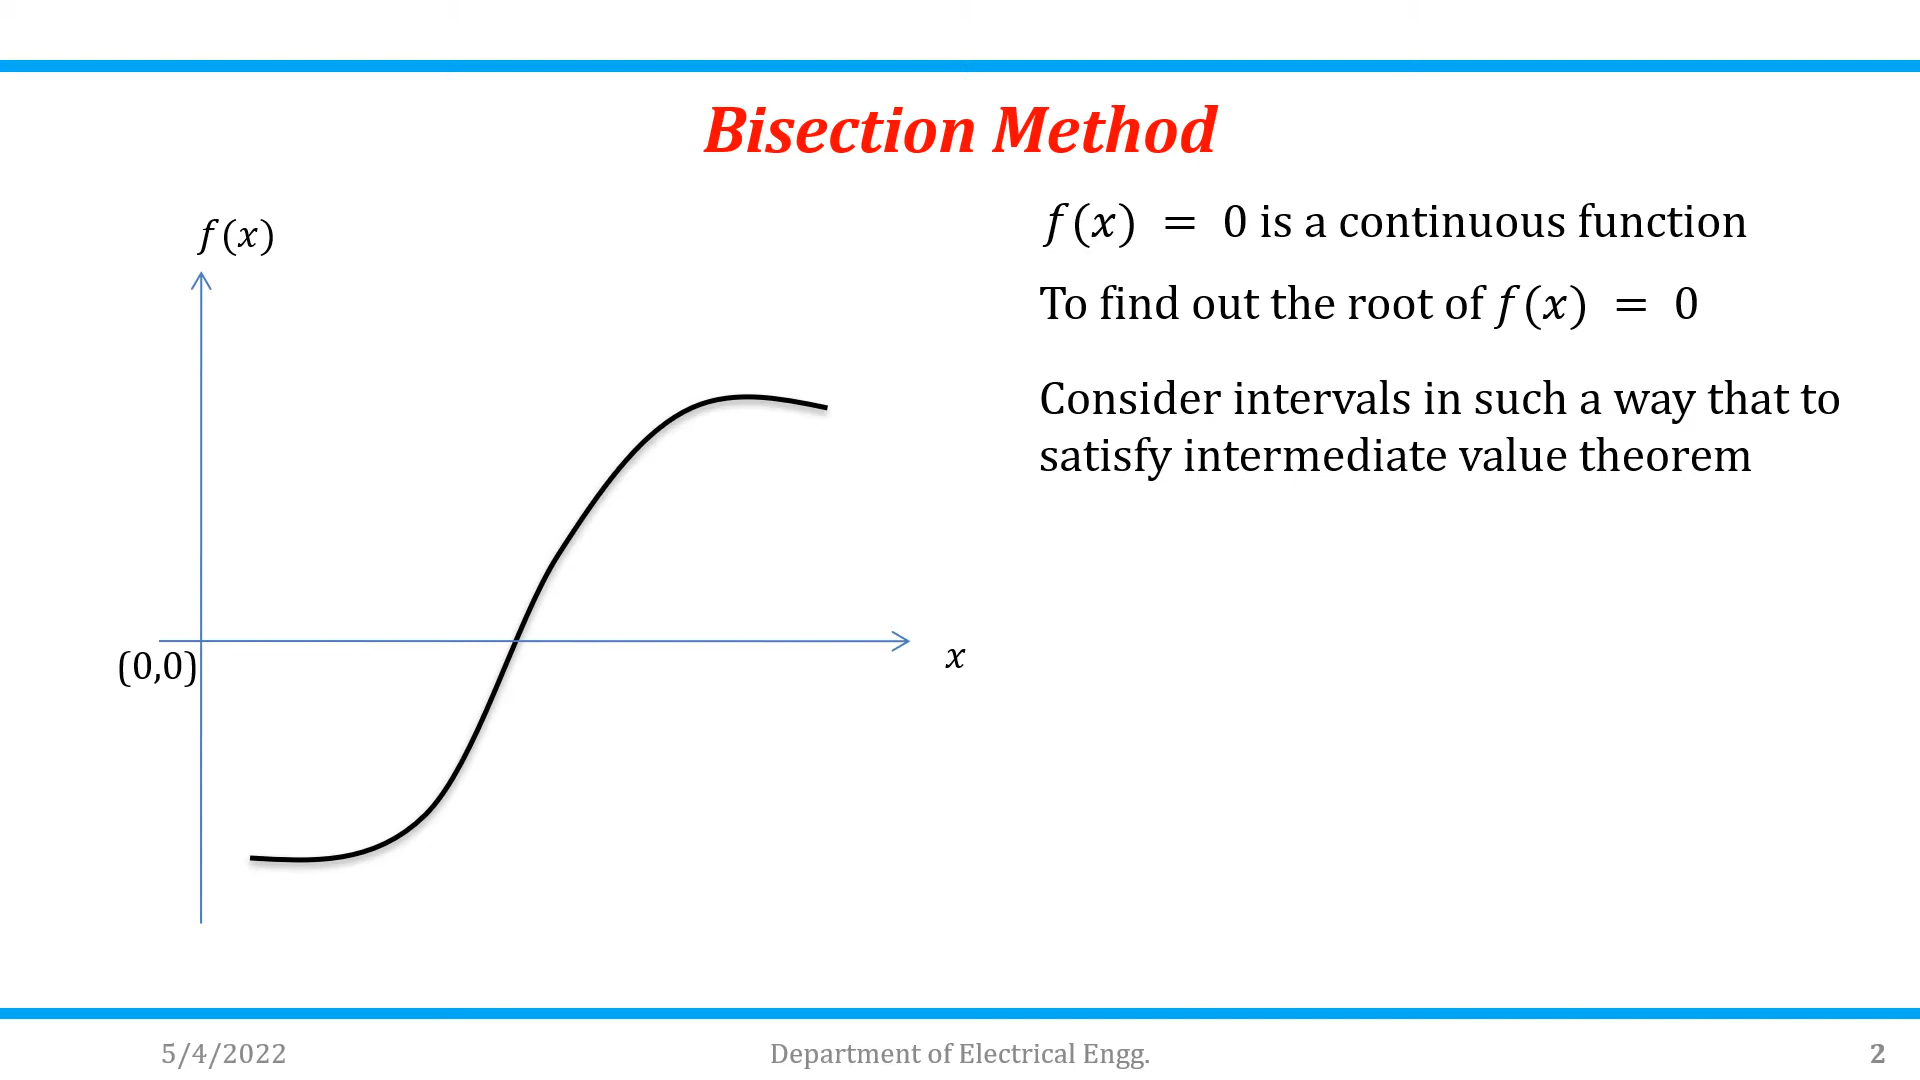 Bisection Method
f(x)
(0,0)
x
f(x) = 0 is a continuous function
To find out the root of f(x) = 0
Consider intervals in such a way that to
satisfy intermediate value theorem
5/4/2022
Department of Electrical Engg.
2